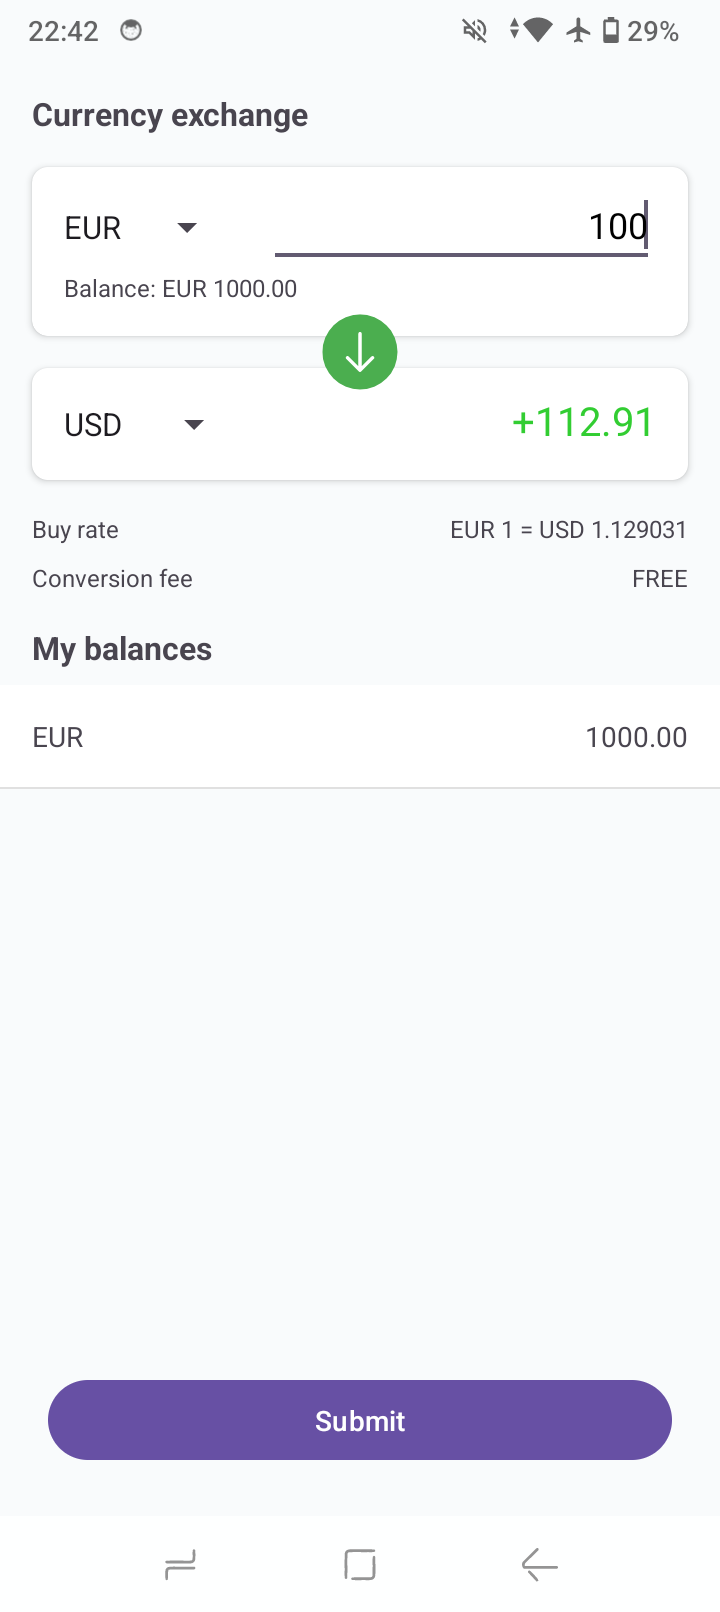 22:42 29%
Currency exchange
EUR 100
Balance: EUR 1000.00
USD +112.91
Buy rate EUR 1 = USD 1.129031
Conversion fee FREE
My balances
EUR 1000.00
Submit